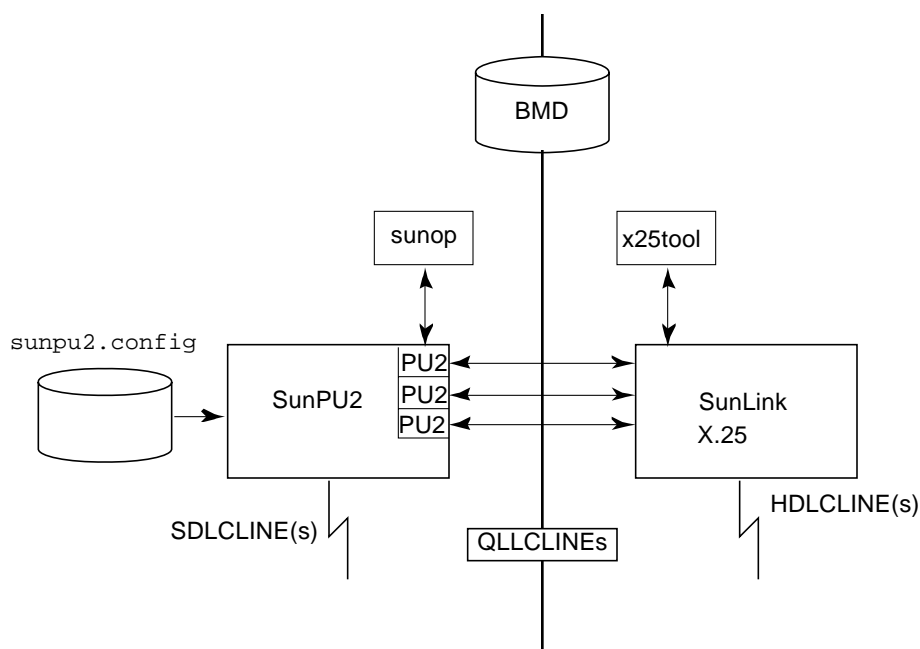 BMD
sunop
x25tool
sunpu2.config
PU2
SunPU2
PU2
PU2
SunLink
X.25
SDLCLINE(s)
HDLCLINE(s)
QLLCLINEs